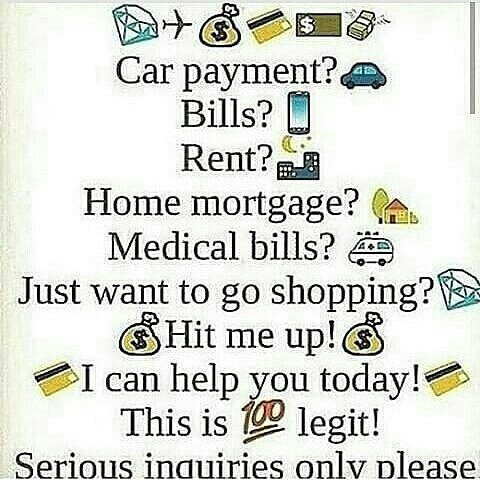 Car payment?
Bills?
Rent?
Home mortgage?
Medical bills?
Just want to go shopping?
Hit me up!
I can help you today!
This is 💯 legit!
Serious inquiries only please